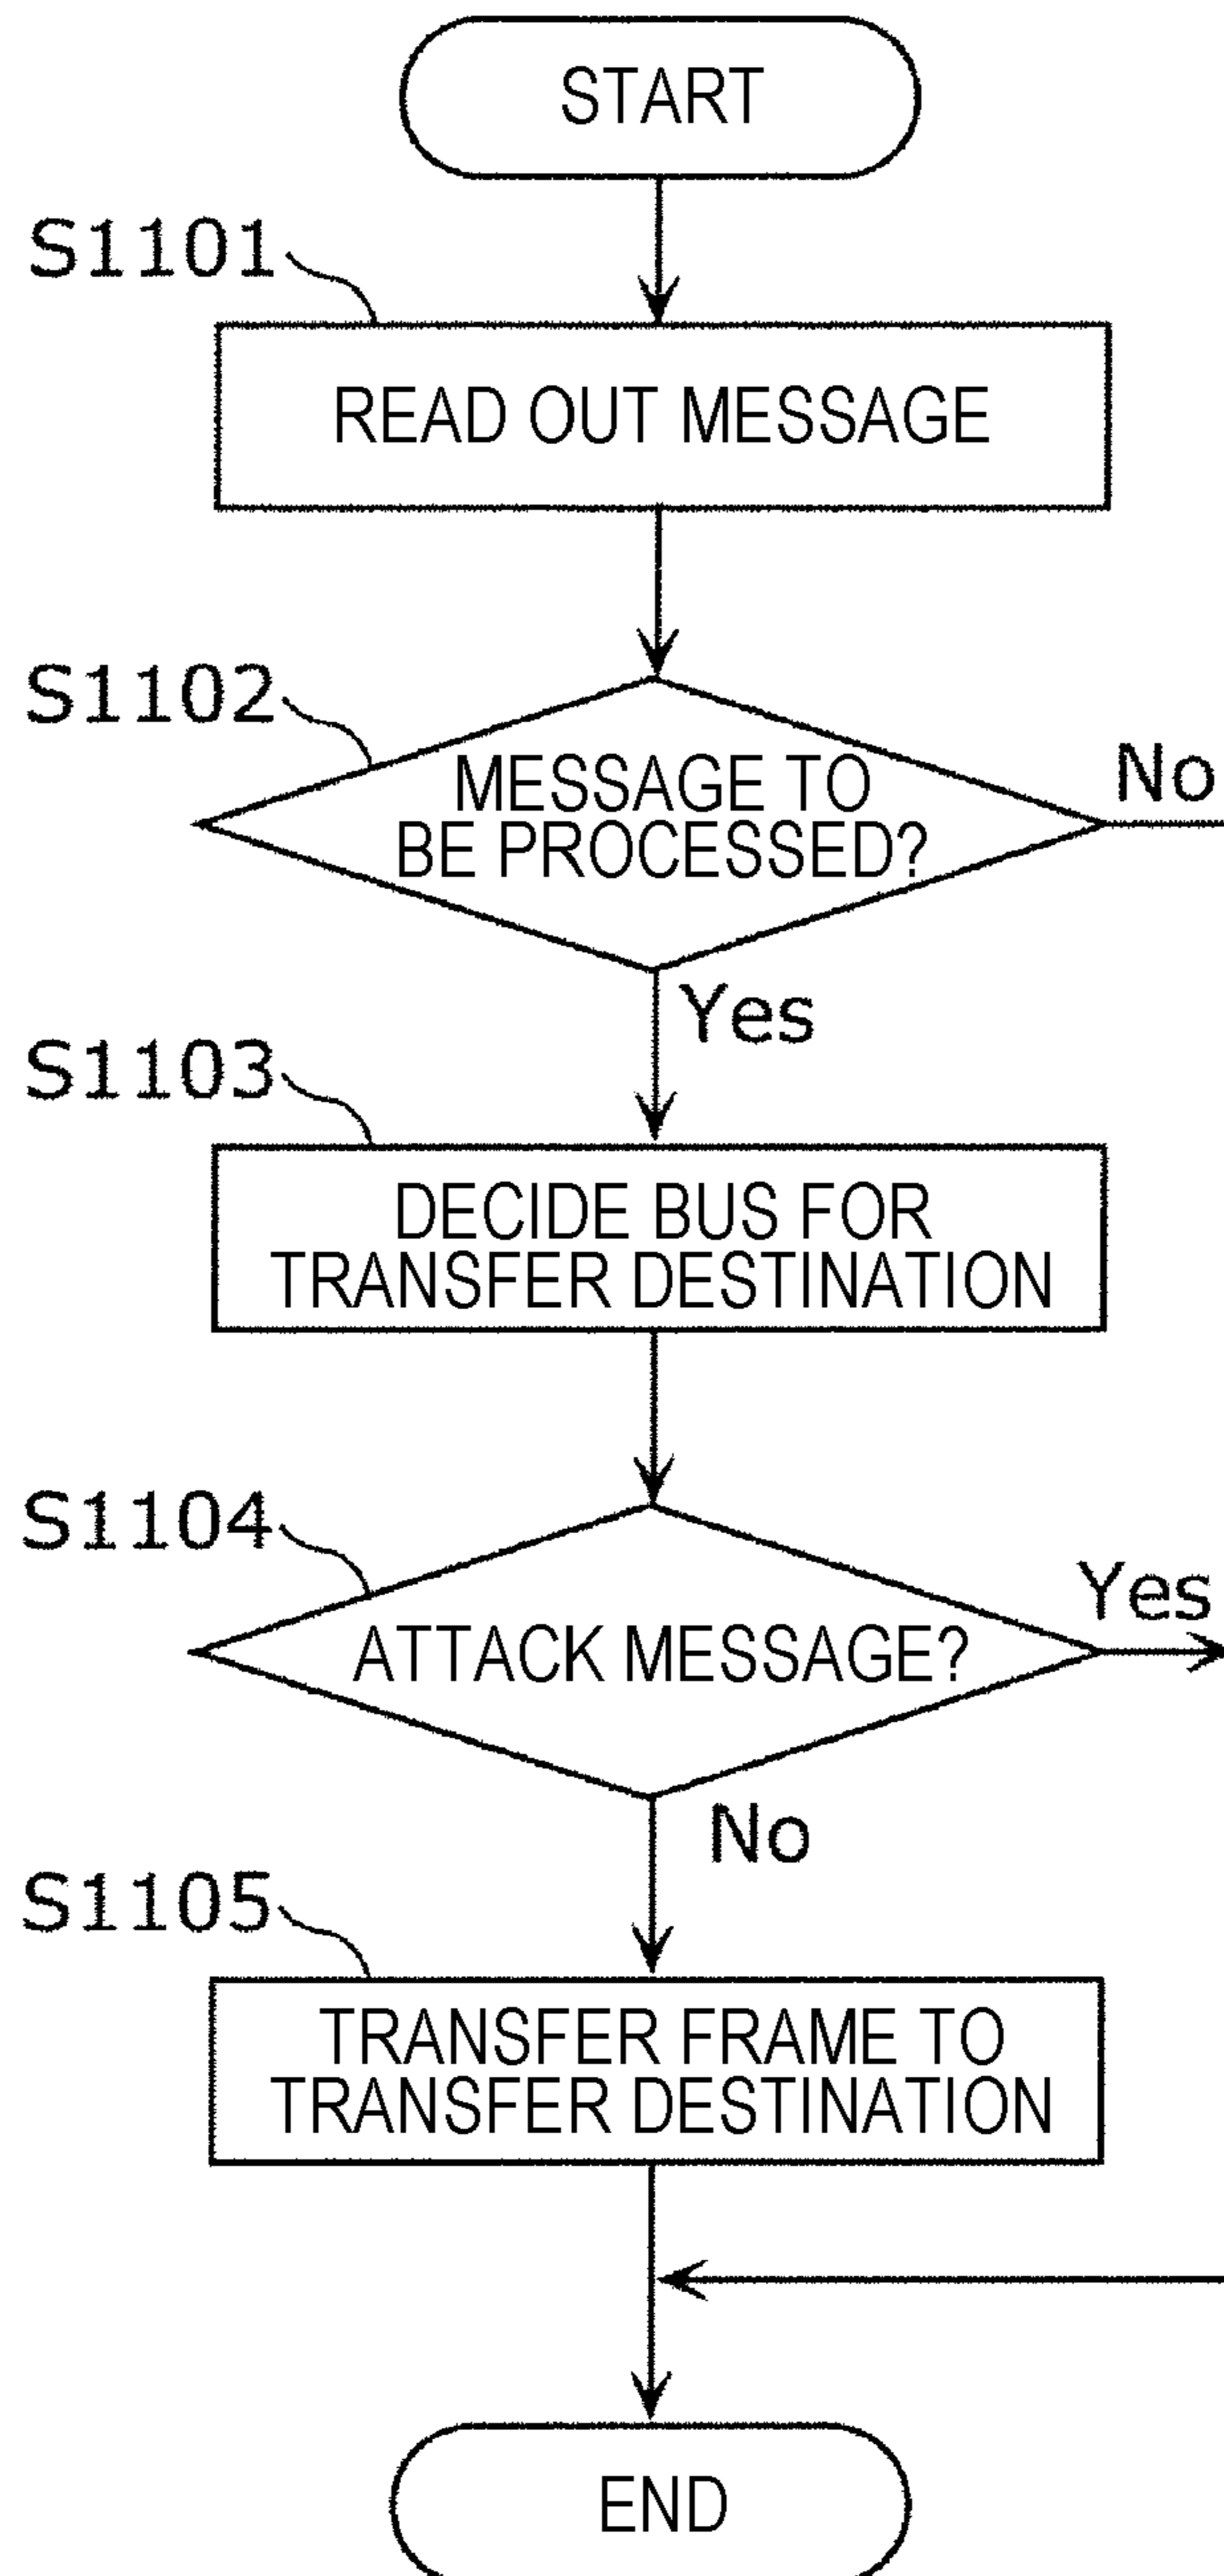 START
S1101
READ OUT MESSAGE
S1102
MESSAGE TO
BE PROCESSED?
No
Yes
S1103
DECIDE BUS FOR
TRANSFER DESTINATION
S1104
ATTACK MESSAGE?
Yes
No
S1105
TRANSFER FRAME TO
TRANSFER DESTINATION
END